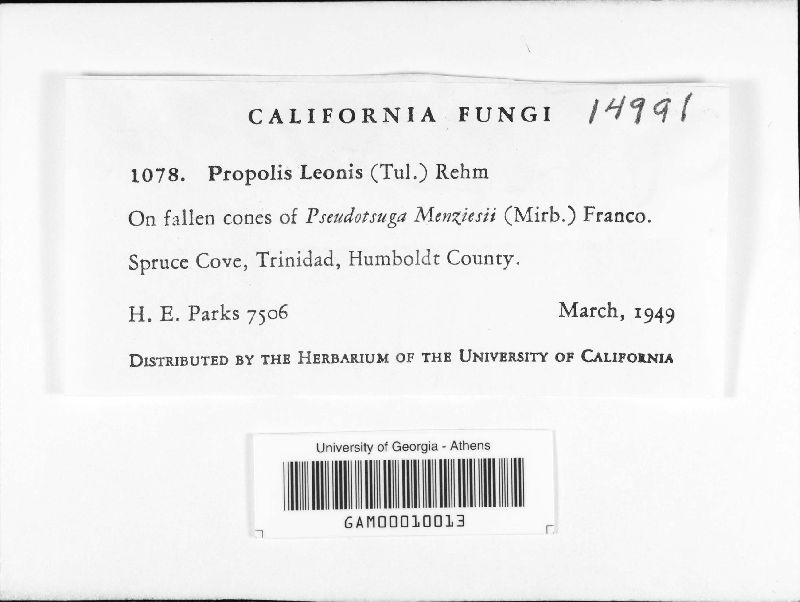 CALIFORNIA FUNGI 14991
1078. Propolis Leonis (Tul.) Rehm
On fallen cones of Pseudotsuga Menziesii (Mirb.) Franco.
Spruce Cove, Trinidad, Humboldt County.
H. E. Parks 7506 March, 1949
DISTRIBUTED BY THE HERBARIUM OF THE UNIVERSITY OF CALIFORNIA
University of Georgia - Athens
GAM00010013